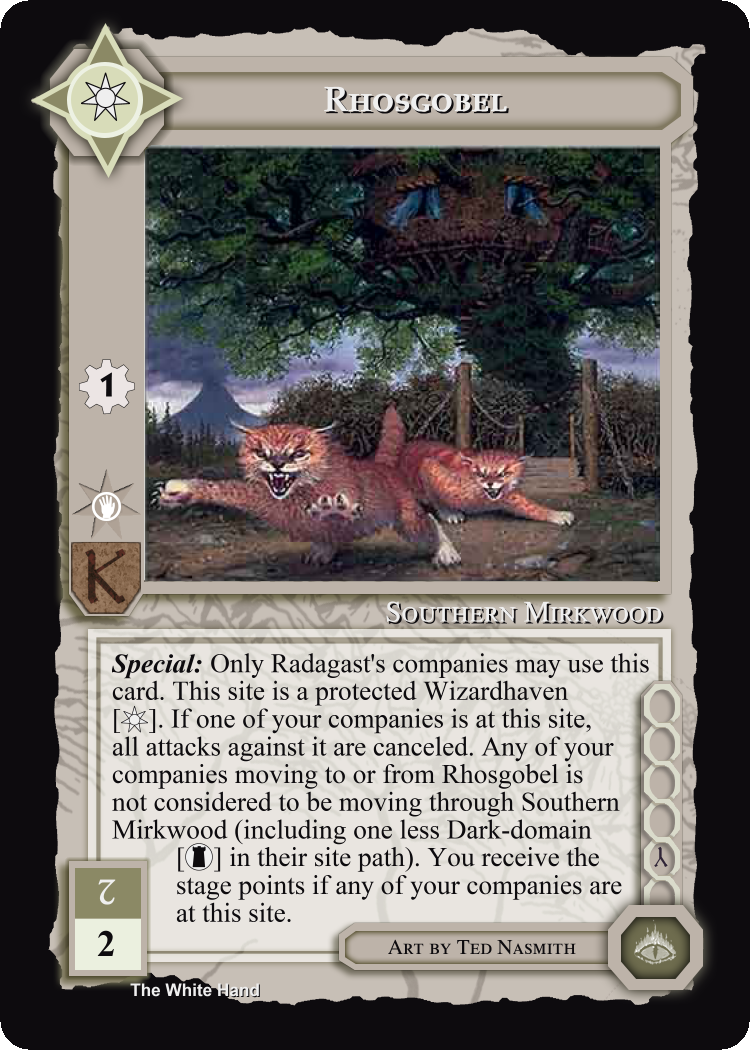 Rhosgobel
1
K
Southern Mirkwood
Special: Only Radagast's companies may use this
card. This site is a protected Wizardhaven
[]. If one of your companies is at this site,
all attacks against it are canceled. Any of your
companies moving to or from Rhosgobel is
not considered to be moving through Southern
Mirkwood (including one less Dark-domain
[] in their site path). You receive the
stage points if any of your companies are
at this site.
2
Art by Ted Nasmith
The White Hand